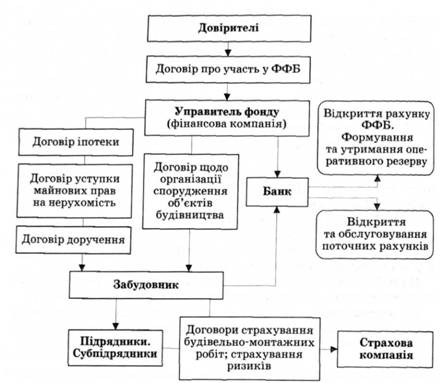 Довірителі
Договір про участь у ФФБ
Управитель фонду
(фінансова компанія)
Договір іпотеки
Договір уступки
майнових прав
на нерухомість
Договір доручення
Договір щодо
організації
спорудження
об’єктів
будівництва
Банк
Відкриття рахунку
ФФБ.
Формування
та утримання опе-
ративного резерву
Відкриття
та обслуговування
поточних рахунків
Забудовник
Підрядники.
Субпідрядники
Договори страхування
будівельно-монтажних
робіт; страхування
ризиків
Страхова
компанія